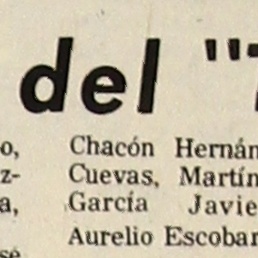 del "
o, Chacón Hernán
z- Cuevas, Martín
a, García Javie
Aurelio Escobar